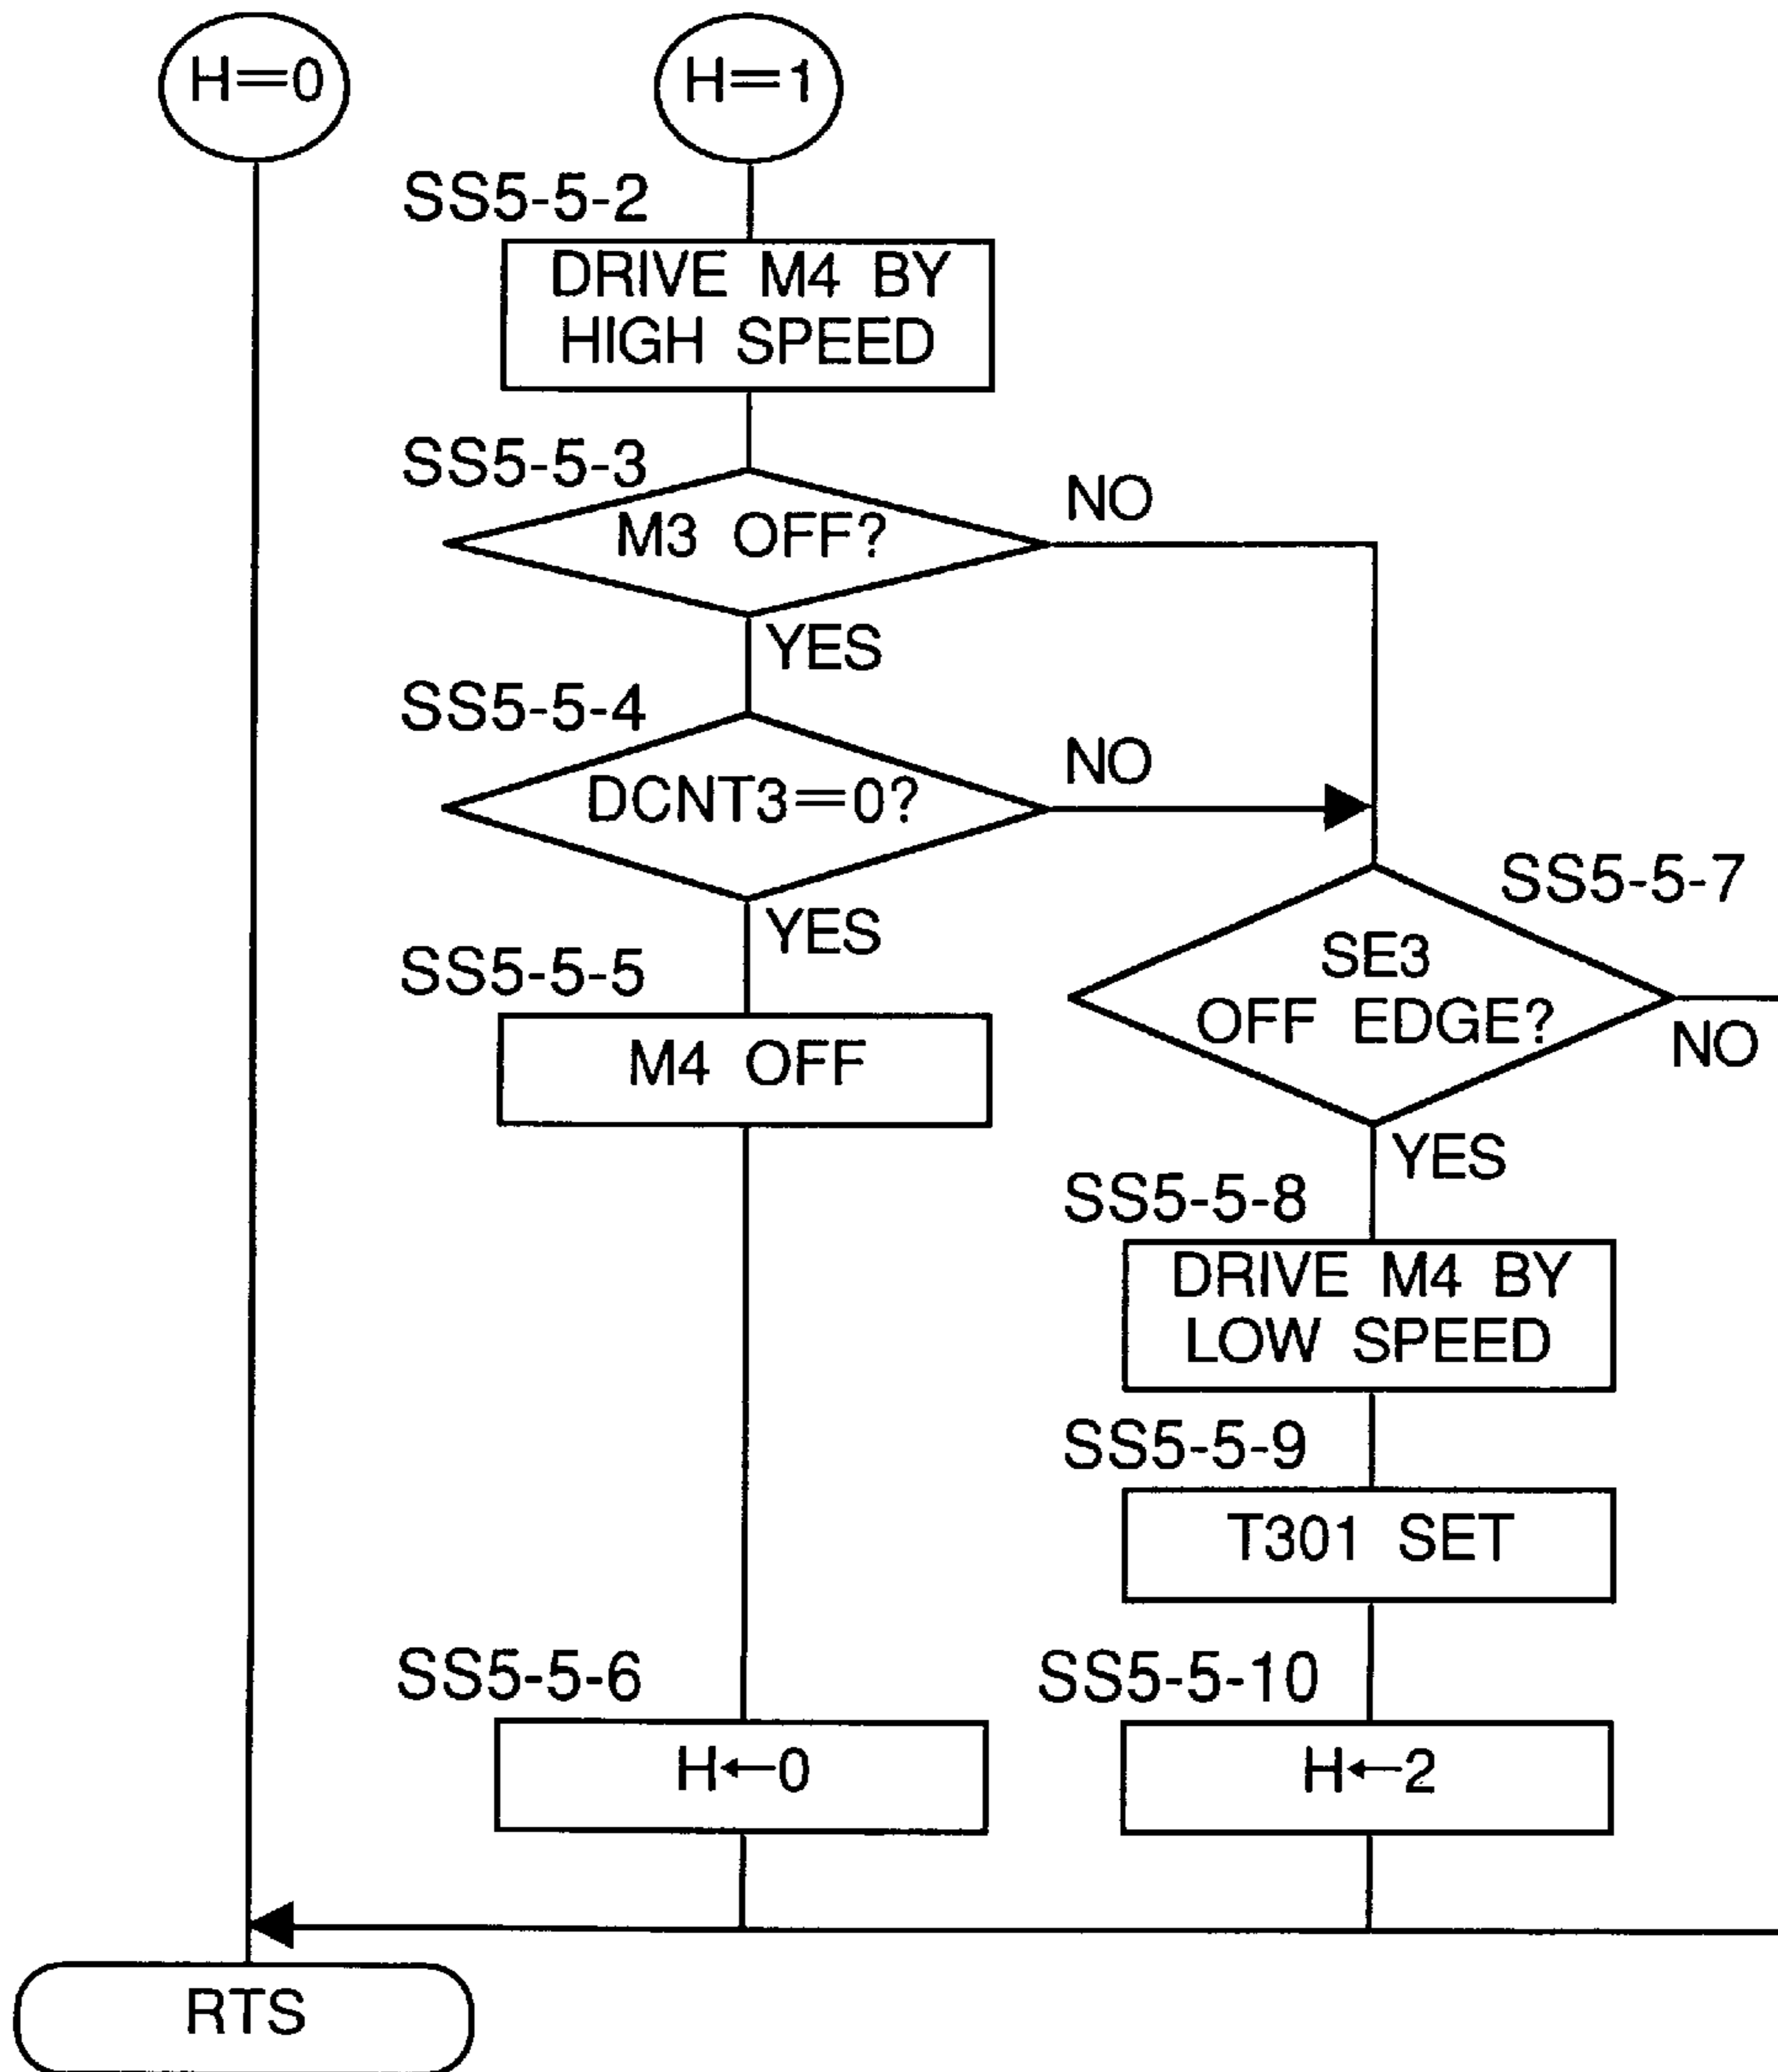 H=0
H=1
SS5-5-2
DRIVE M4 BY
HIGH SPEED
SS5-5-3
M3 OFF?
NO
YES
SS5-5-4
DCNT3=0?
NO
YES
SS5-5-5
M4 OFF
SS5-5-7
SE3
OFF EDGE?
NO
YES
SS5-5-8
DRIVE M4 BY
LOW SPEED
SS5-5-9
T301 SET
SS5-5-6
H←0
SS5-5-10
H←2
RTS